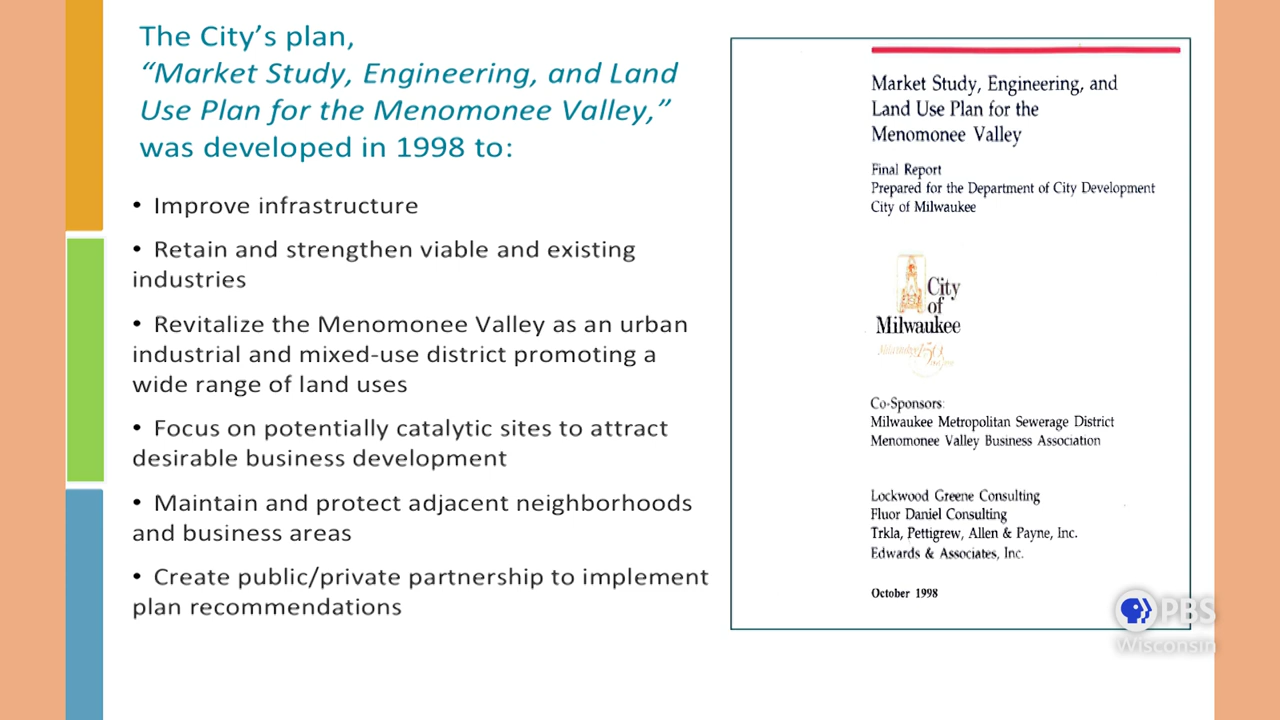 The City's plan,
“Market Study, Engineering, and Land
Use Plan for the Menomonee Valley,”
was developed in 1998 to:
• Improve infrastructure
• Retain and strengthen viable and existing
industries
• Revitalize the Menomonee Valley as an urban
industrial and mixed-use district promoting a
wide range of land uses
• Focus on potentially catalytic sites to attract
desirable business development
• Maintain and protect adjacent neighborhoods
and business areas
• Create public/private partnership to implement
plan recommendations
Market Study, Engineering, and
Land Use Plan for the
Menomonee Valley
Final Report
Prepared for the Department of City Development
City of Milwaukee
City
of
Milwaukee
Milwaukee 150
Co-Sponsors:
Milwaukee Metropolitan Sewerage District
Menomonee Valley Business Association
Lockwood Greene Consulting
Fluor Daniel Consulting
Trkla, Pettigrew, Allen & Payne, Inc.
Edwards & Associates, Inc.
October 1998
PBS
Wisconsin